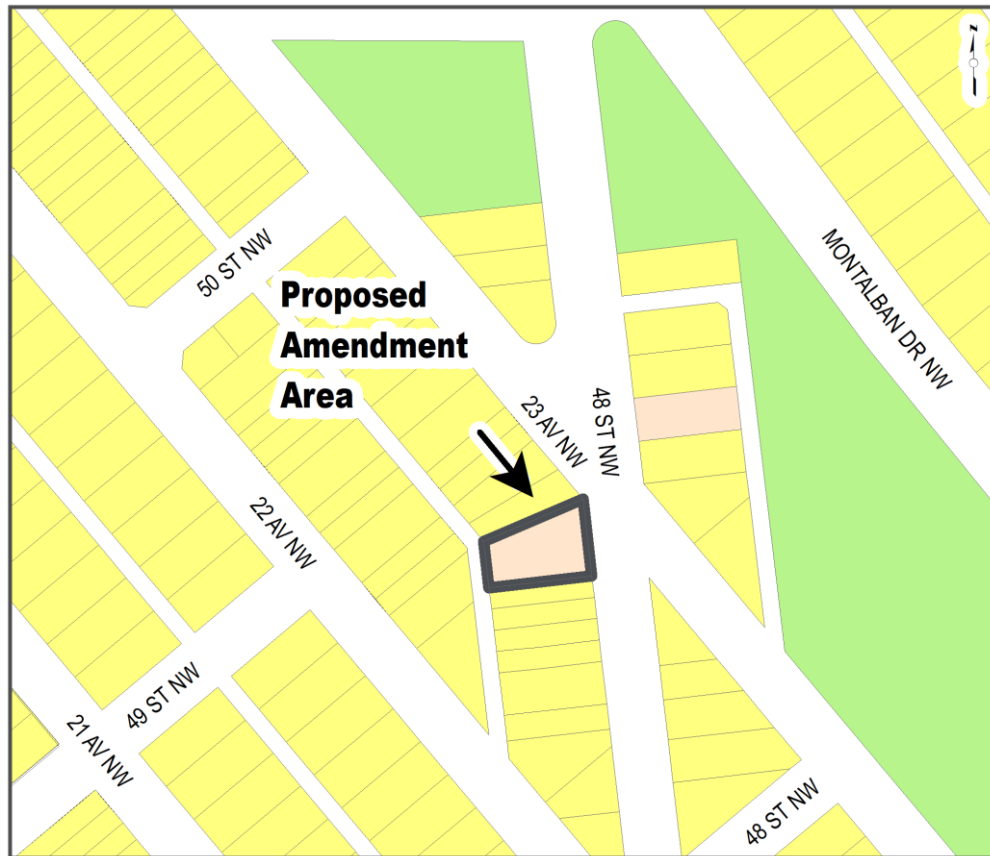 50 ST NW
MONTALBAN DR NW
Proposed
Amendment
Area
23 AV NW
48 ST NW
22 AV NW
49 ST NW
21 AV NW
48 ST NW